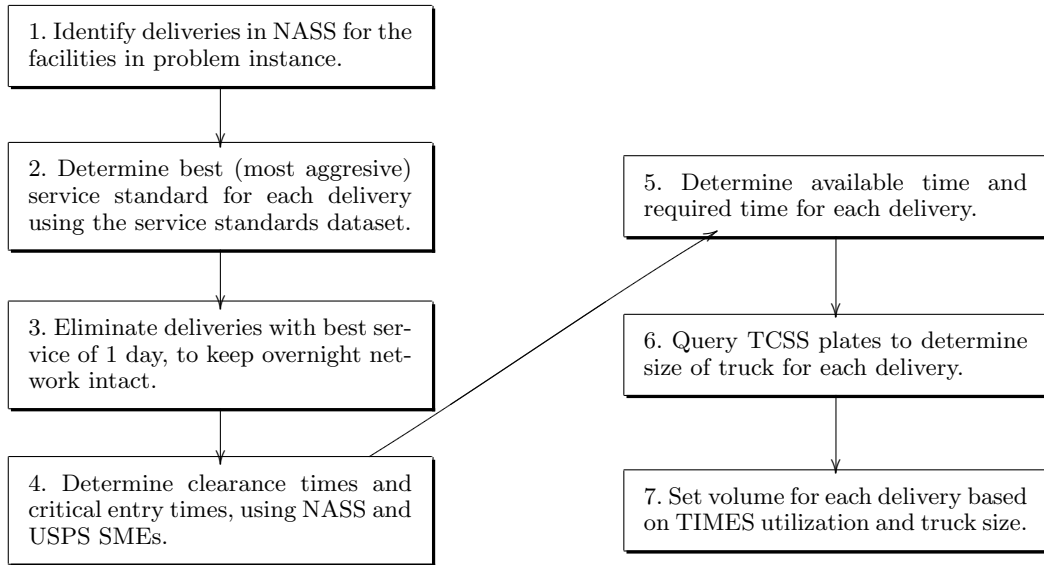 1. Identify deliveries in NASS for the
facilities in problem instance.
2. Determine best (most aggresive)
service standard for each delivery
using the service standards dataset.
3. Eliminate deliveries with best ser-
vice of 1 day, to keep overnight net-
work intact.
4. Determine clearance times and
critical entry times, using NASS and
USPS SMEs.
5. Determine available time and
required time for each delivery.
6. Query TCSS plates to determine
size of truck for each delivery.
7. Set volume for each delivery based
on TIMES utilization and truck size.